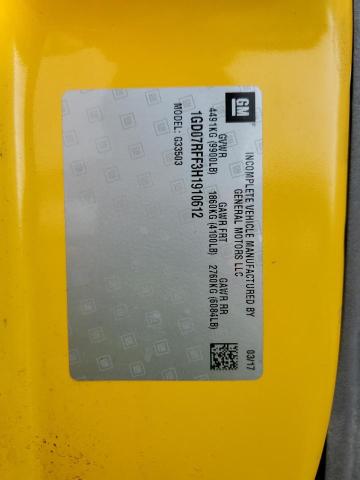 GM
INCOMPLETE VEHICLE MANUFACTURED BY
GENERAL MOTORS LLC
03/17
GVWR GAWR FRT GAWR RR
4491KG (9900LB) 1860KG (4100LB) 2760KG (6084LB)
1GD07RFF3H1910612
MODEL: G33503